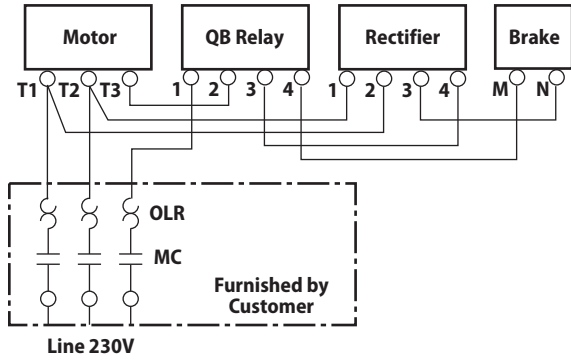 Motor QB Relay Rectifier Brake
T1 T2 T3 1 2 3 4 1 2 3 4 M N
OLR
MC
Furnished by
Customer
Line 230V